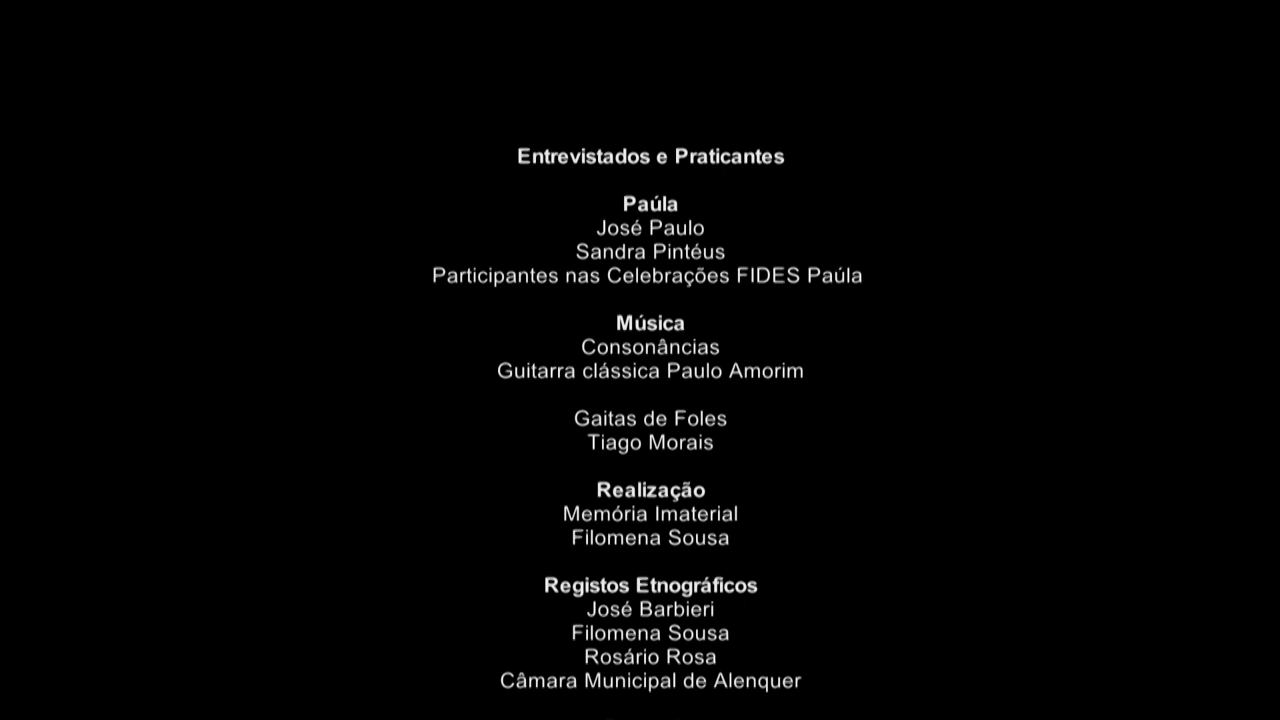 Entrevistados e Praticantes
Paúla
José Paulo
Sandra Pintéus
Participantes nas Celebrações FIDES Paúla
Música
Consonâncias
Guitarra clássica Paulo Amorim
Gaitas de Foles
Tiago Morais
Realização
Memória Imaterial
Filomena Sousa
Registos Etnográficos
José Barbieri
Filomena Sousa
Rosário Rosa
Câmara Municipal de Alenquer